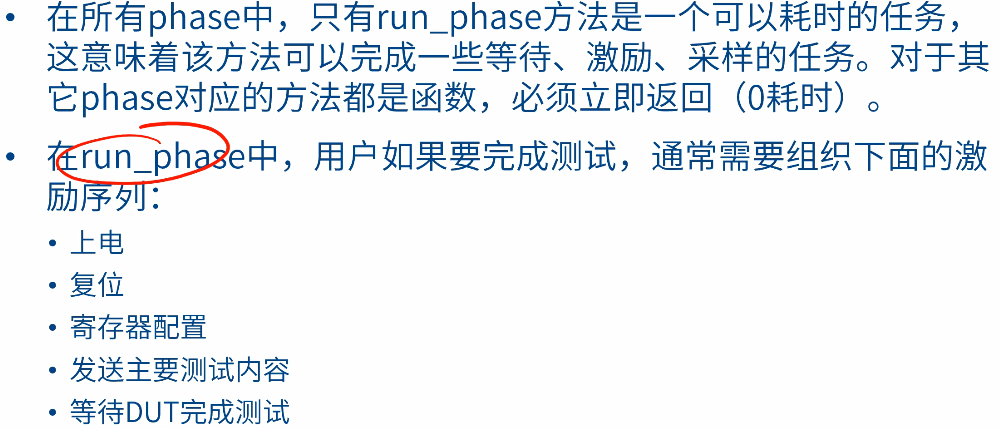 • 在所有phase中，只有run_phase方法是一个可以耗时的任务，
这意味着该方法可以完成一些等待、激励、采样的任务。对于其
它phase对应的方法都是函数，必须立即返回（0耗时）。
• 在run_phase中，用户如果要完成测试，通常需要组织下面的激
励序列：
• 上电
• 复位
• 寄存器配置
• 发送主要测试内容
• 等待DUT完成测试